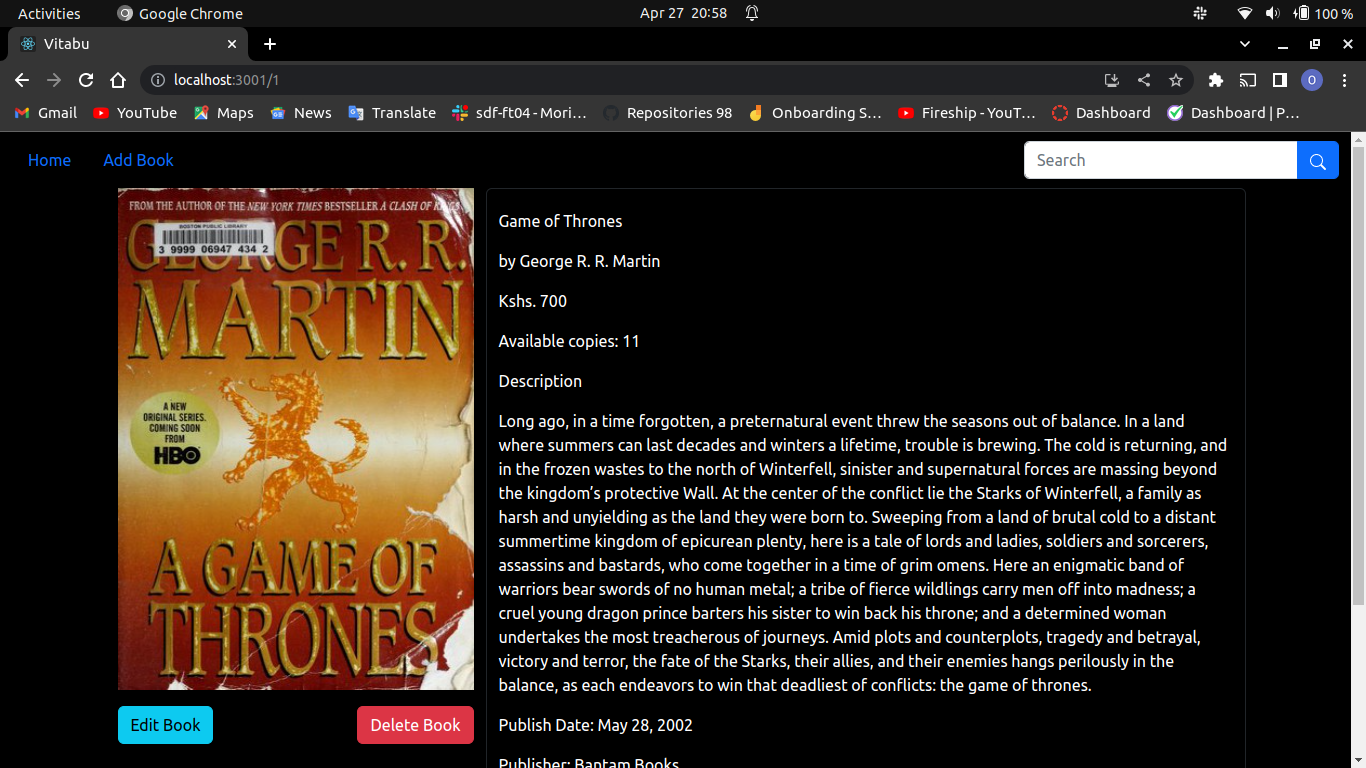 Activities
Google Chrome
Apr 27 20:58
100 %
Vitabu
localhost:3001/1
O
Gmail
YouTube
Maps
News
Translate
sdf-ft04 - Mori...
Repositories 98
Onboarding S...
Fireship - YouT...
Dashboard
Dashboard | P...
Home
Add Book
Search
FROM THE AUTHOR OF THE NEW YORK TIMES BESTSELLER A CLASH OF KINGS
BOSTON PUBLIC LIBRARY
3 9999 06947 434 2
GEORGE R. R.
MARTIN
A NEW
ORIGINAL SERIES.
COMING SOON
FROM
HBO
A GAME OF
THRONES
Edit Book
Delete Book
Game of Thrones
by George R. R. Martin
Kshs. 700
Available copies: 11
Description
Long ago, in a time forgotten, a preternatural event threw the seasons out of balance. In a land
where summers can last decades and winters a lifetime, trouble is brewing. The cold is returning, and
in the frozen wastes to the north of Winterfell, sinister and supernatural forces are massing beyond
the kingdom’s protective Wall. At the center of the conflict lie the Starks of Winterfell, a family as
harsh and unyielding as the land they were born to. Sweeping from a land of brutal cold to a distant
summertime kingdom of epicurean plenty, here is a tale of lords and ladies, soldiers and sorcerers,
assassins and bastards, who come together in a time of grim omens. Here an enigmatic band of
warriors bear swords of no human metal; a tribe of fierce wildlings carry men off into madness; a
cruel young dragon prince barters his sister to win back his throne; and a determined woman
undertakes the most treacherous of journeys. Amid plots and counterplots, tragedy and betrayal,
victory and terror, the fate of the Starks, their allies, and their enemies hangs perilously in the
balance, as each endeavors to win that deadliest of conflicts: the game of thrones.
Publish Date: May 28, 2002
Publisher: Bantam Books